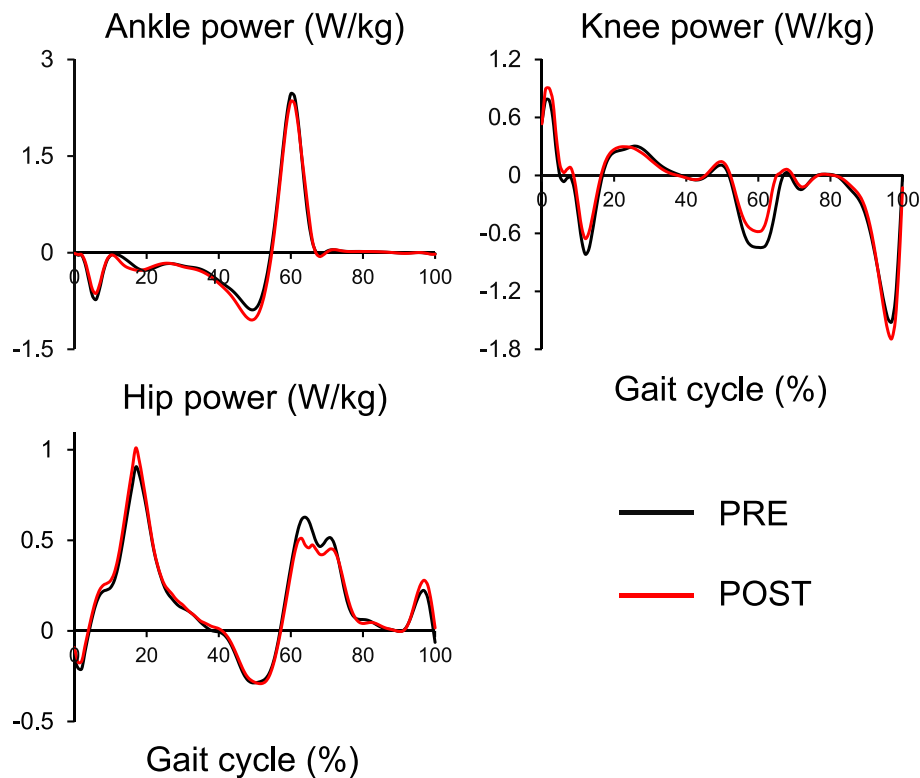 Ankle power (W/kg)
3
1.5
0
-1.5
0 20 40 60 80 100
Knee power (W/kg)
1.2
0.6
0
-0.6
-1.2
-1.8
0 20 40 60 80 100
Gait cycle (%)
Hip power (W/kg)
1
0.5
0
-0.5
0 20 40 60 80 100
Gait cycle (%)
PRE
POST